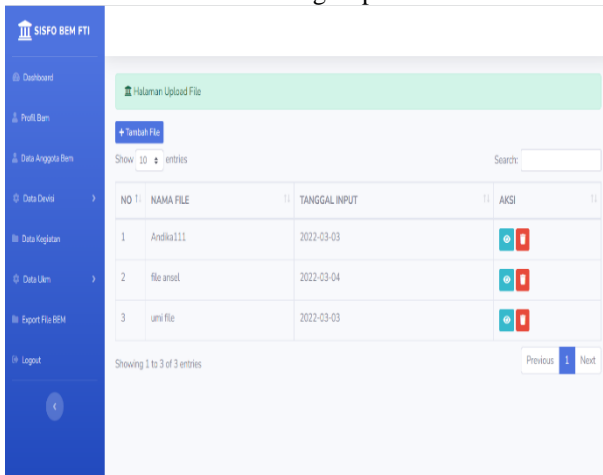 SISFO BEM FTI
Dashboard
Profil Bem
Data Anggota Bem
Data Devisi
Data Kegiatan
Data Ukm
Export File BEM
Logout
Halaman Upload File
+ Tambah File
Show 10 entries
Search:
NO NAMA FILE TANGGAL INPUT AKSI
1 Andika111 2022-03-03
2 file ansel 2022-03-04
3 umi file 2022-03-03
Showing 1 to 3 of 3 entries
Previous 1 Next